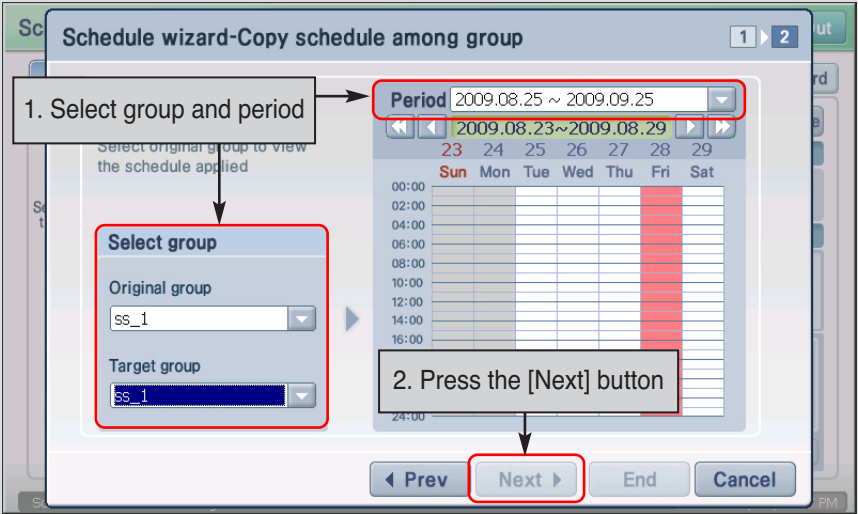 Sc
ut
Schedule wizard-Copy schedule among group
1
2
rd
1. Select group and period
Period 2009.08.25 ~ 2009.09.25
2009.08.23~2009.08.29
Select original group to view
the schedule applied
23 24 25 26 27 28 29
Sun Mon Tue Wed Thu Fri Sat
00:00
02:00
04:00
06:00
08:00
10:00
12:00
14:00
16:00
24:00
Select group
Original group
ss_1
Target group
ss_1
2. Press the [Next] button
Prev
Next
End
Cancel
PM